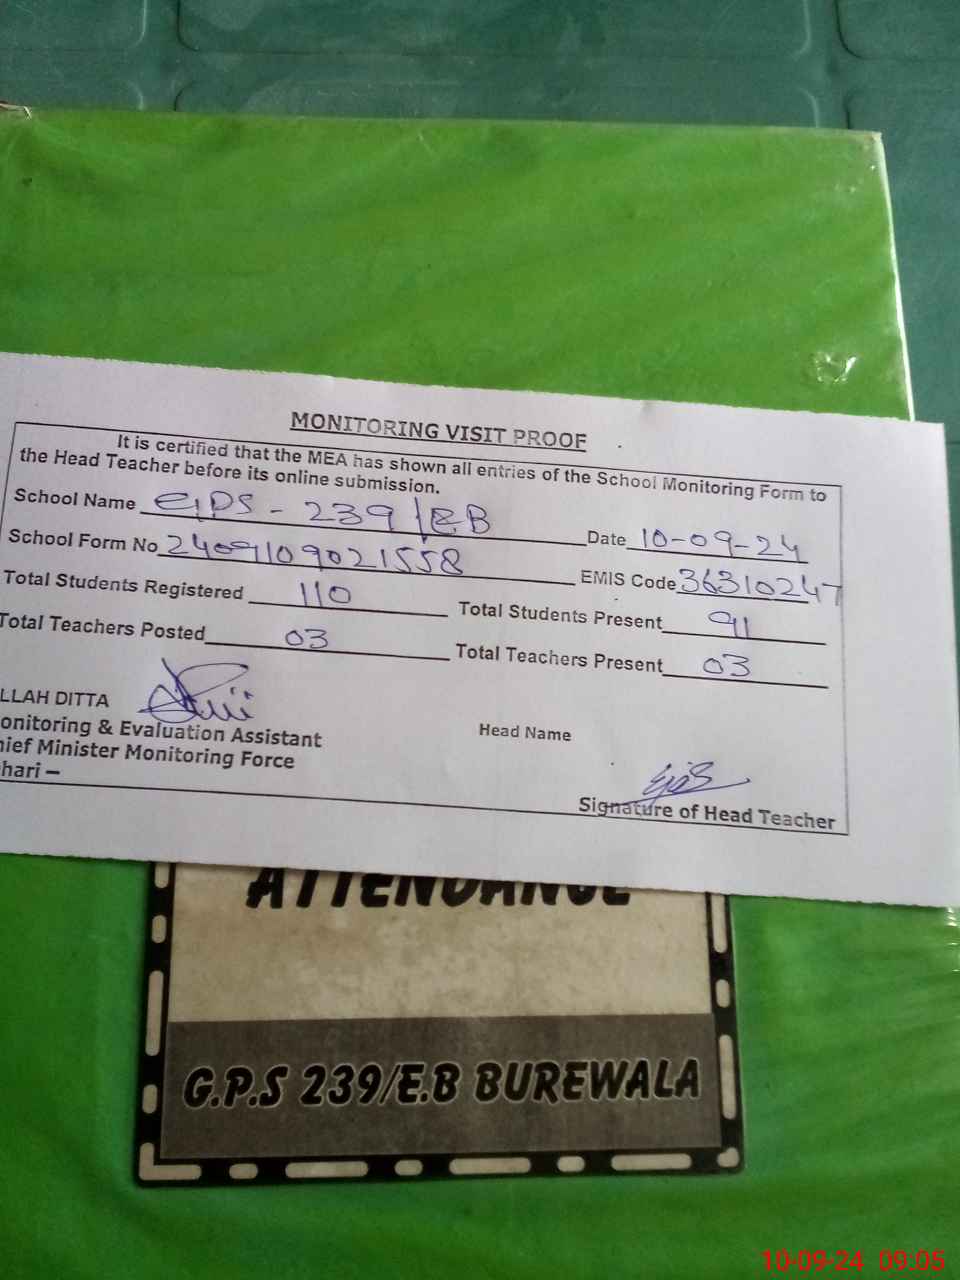 MONITORING VISIT PROOF
It is certified that the MEA has shown all entries of the School Monitoring Form to
the Head Teacher before its online submission.
School Name GPS - 239/EB Date 10-09-24
School Form No 2409109021558 EMIS Code 36310247
Total Students Registered 110 Total Students Present 91
Total Teachers Posted 03 Total Teachers Present 03
LLAH DITTA
onitoring & Evaluation Assistant Head Name
hief Minister Monitoring Force
hari –
Signature of Head Teacher
ATTENDANCE
G.P.S 239/E.B BUREWALA
10-09-24 09:05